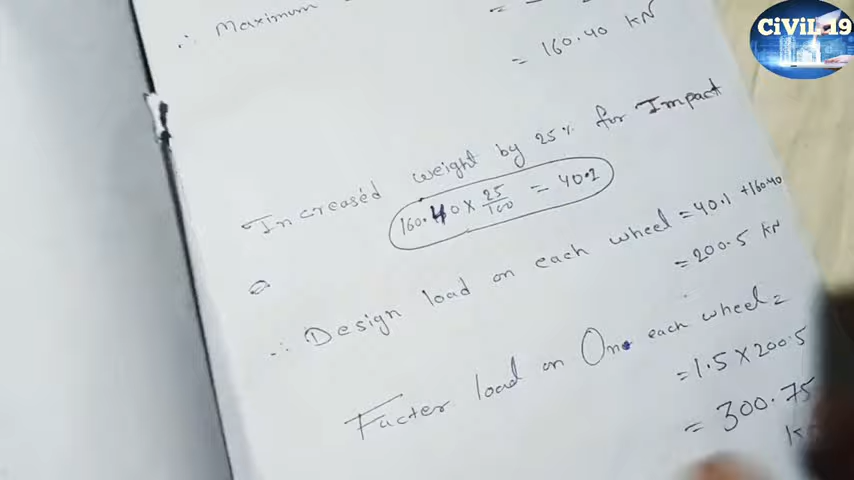 CiViL 19
∴ Maximum
=
= 160.40 kN
Increased weight by 25% for Impact
160.40 × 25/100 = 40.1
∴ Design load on each wheel = 40.1 + 160.40
= 200.5 kN
Facter load on One each wheel =
= 1.5 × 200.5
= 300.75